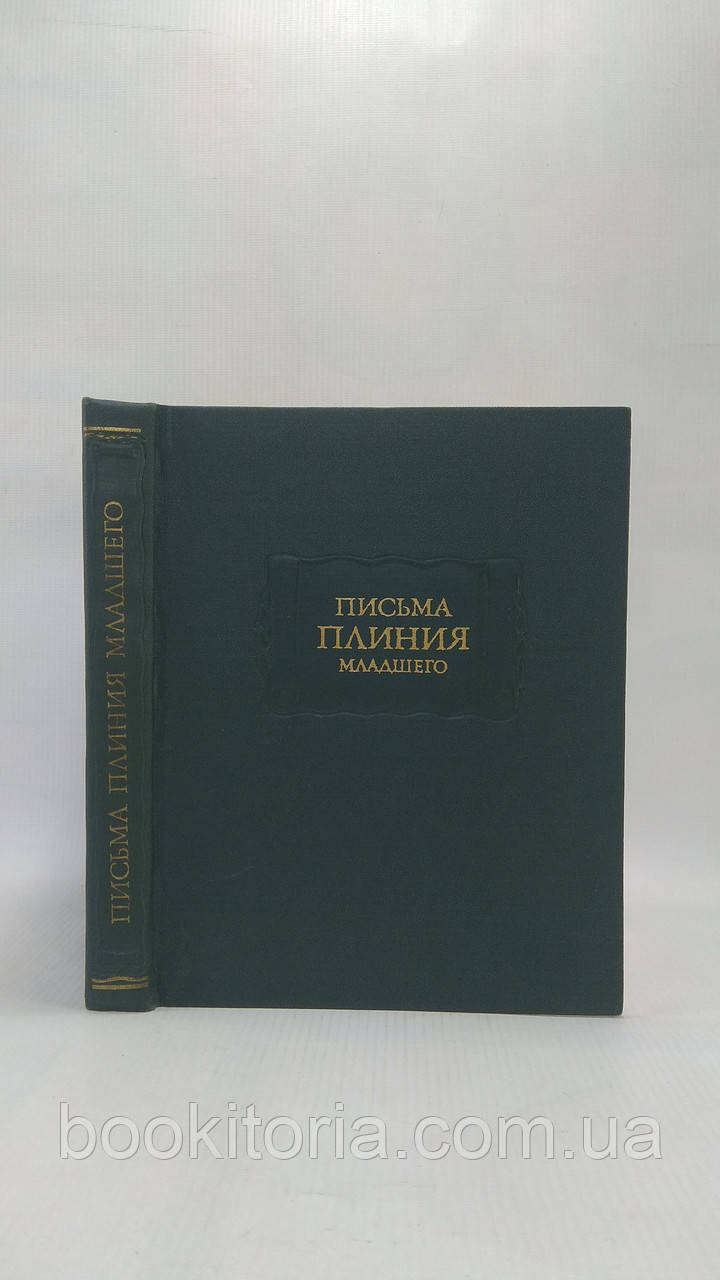 ПИСЬМА ПЛИНИЯ МЛАДШЕГО
ПИСЬМА
ПЛИНИЯ
МЛАДШЕГО
bookitoria.com.ua